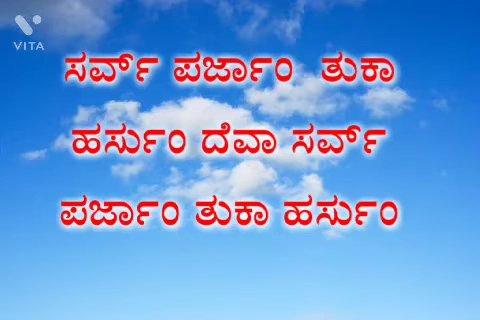 VITA
ಸರ್ವ್ ಪರ್ಜಾಂ ತುಕಾ
ಹರ್ಸುಂ ದೆವಾ ಸರ್ವ್
ಪರ್ಜಾಂ ತುಕಾ ಹರ್ಸುಂ